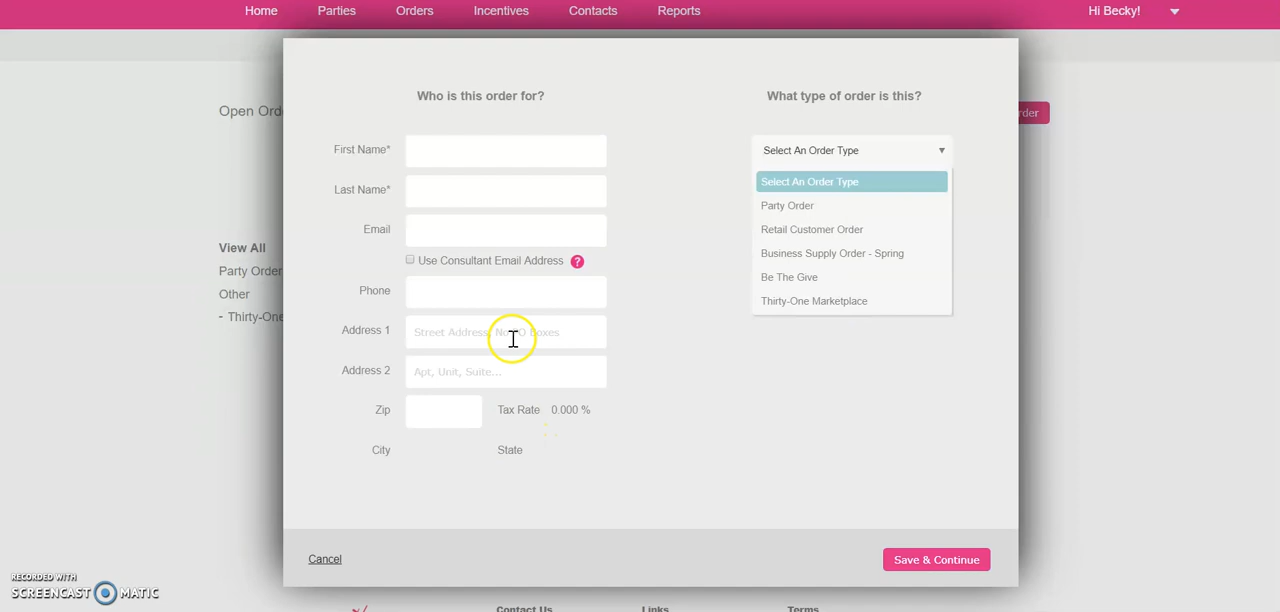 Home Parties Orders Incentives Contacts Reports Hi Becky!
Open Ord
rder
Who is this order for?
What type of order is this?
First Name*
Select An Order Type
Select An Order Type
Last Name*
Party Order
Email
Retail Customer Order
View All
Use Consultant Email Address ?
Business Supply Order - Spring
Party Order
Be The Give
Other
Phone
Thirty-One Marketplace
- Thirty-One
Address 1 Street Address, No PO Boxes
Address 2 Apt, Unit, Suite...
Zip Tax Rate 0.000 %
City State
Cancel
Save & Continue
RECORDED WITH
SCREENCAST MATIC
Contact Us Links Terms